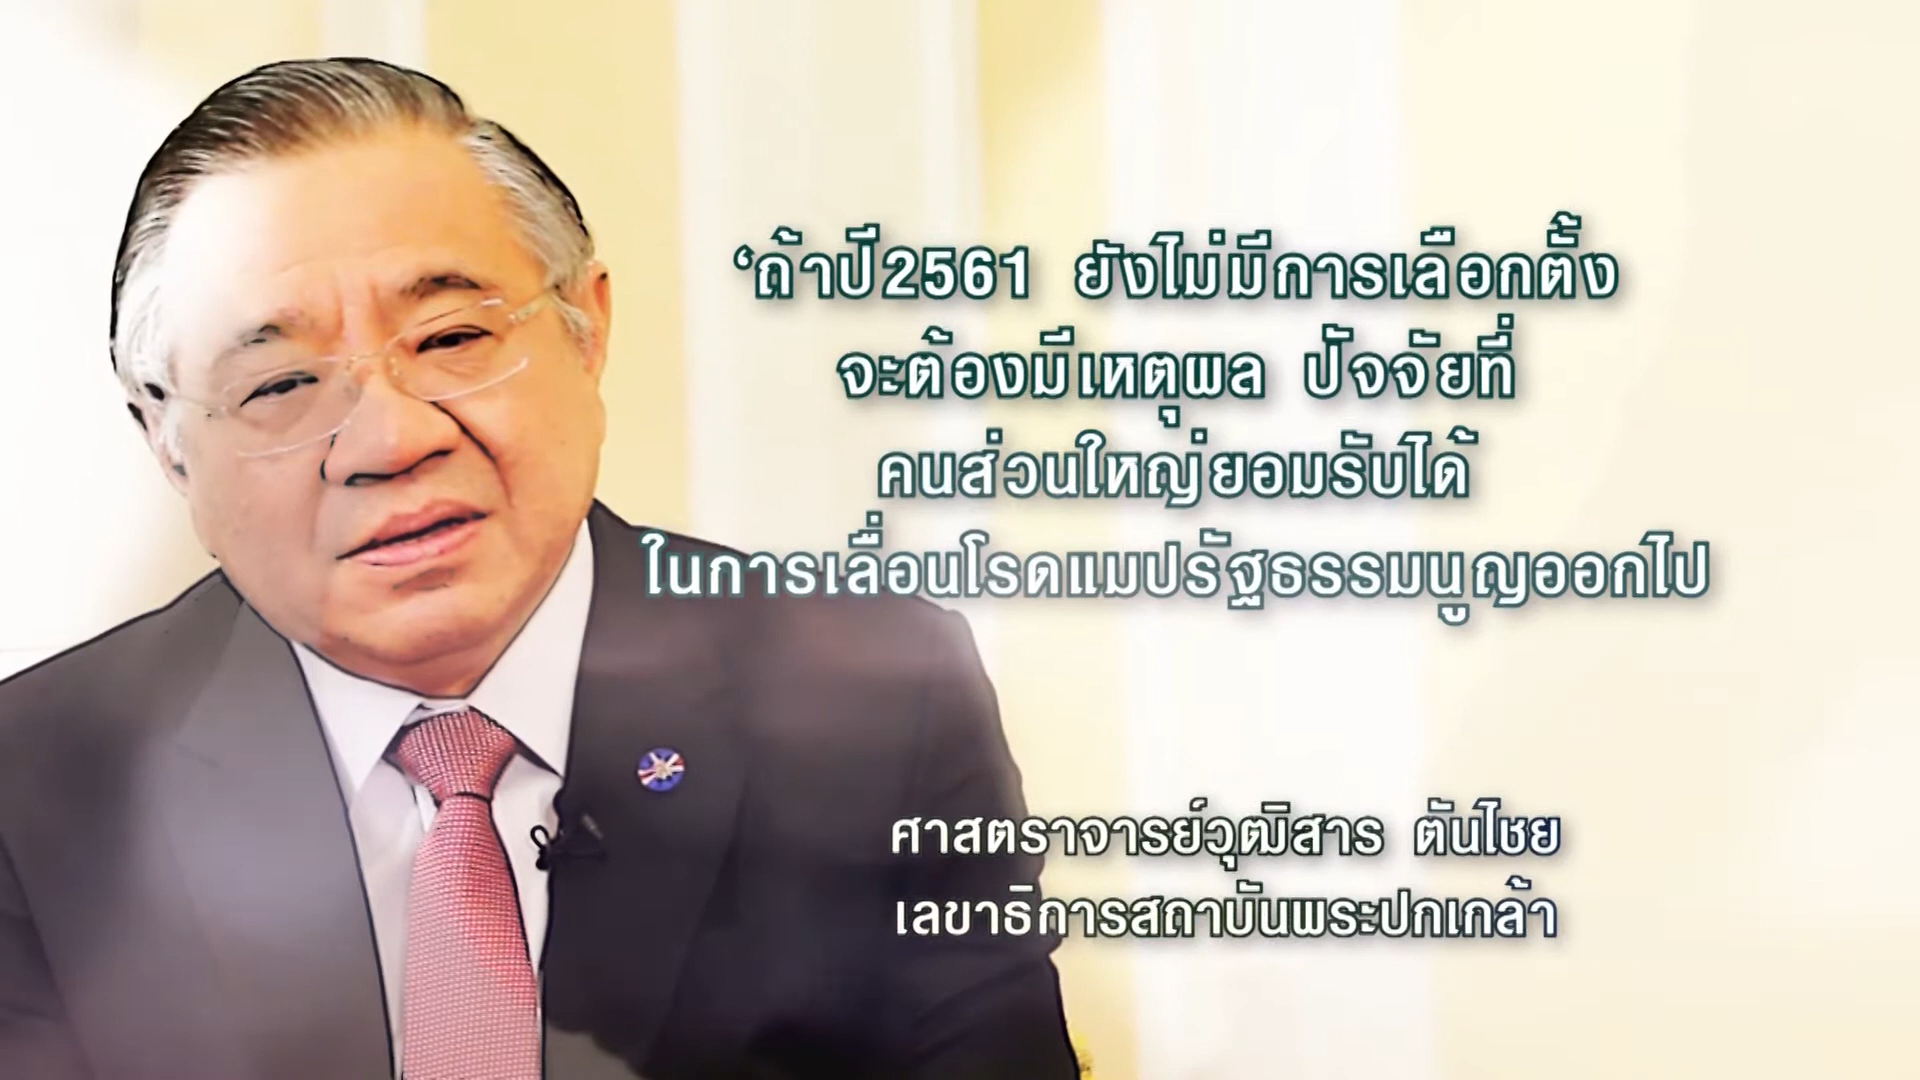 ‘ถ้าปี2561 ยังไม่มีการเลือกตั้ง
จะต้องมีเหตุผล ปัจจัยที่
คนส่วนใหญ่ยอมรับได้
ในการเลื่อนโรดแมปรัฐธรรมนูญออกไป
ศาสตราจารย์วุฒิสาร ตันไชย
เลขาธิการสถาบันพระปกเกล้า